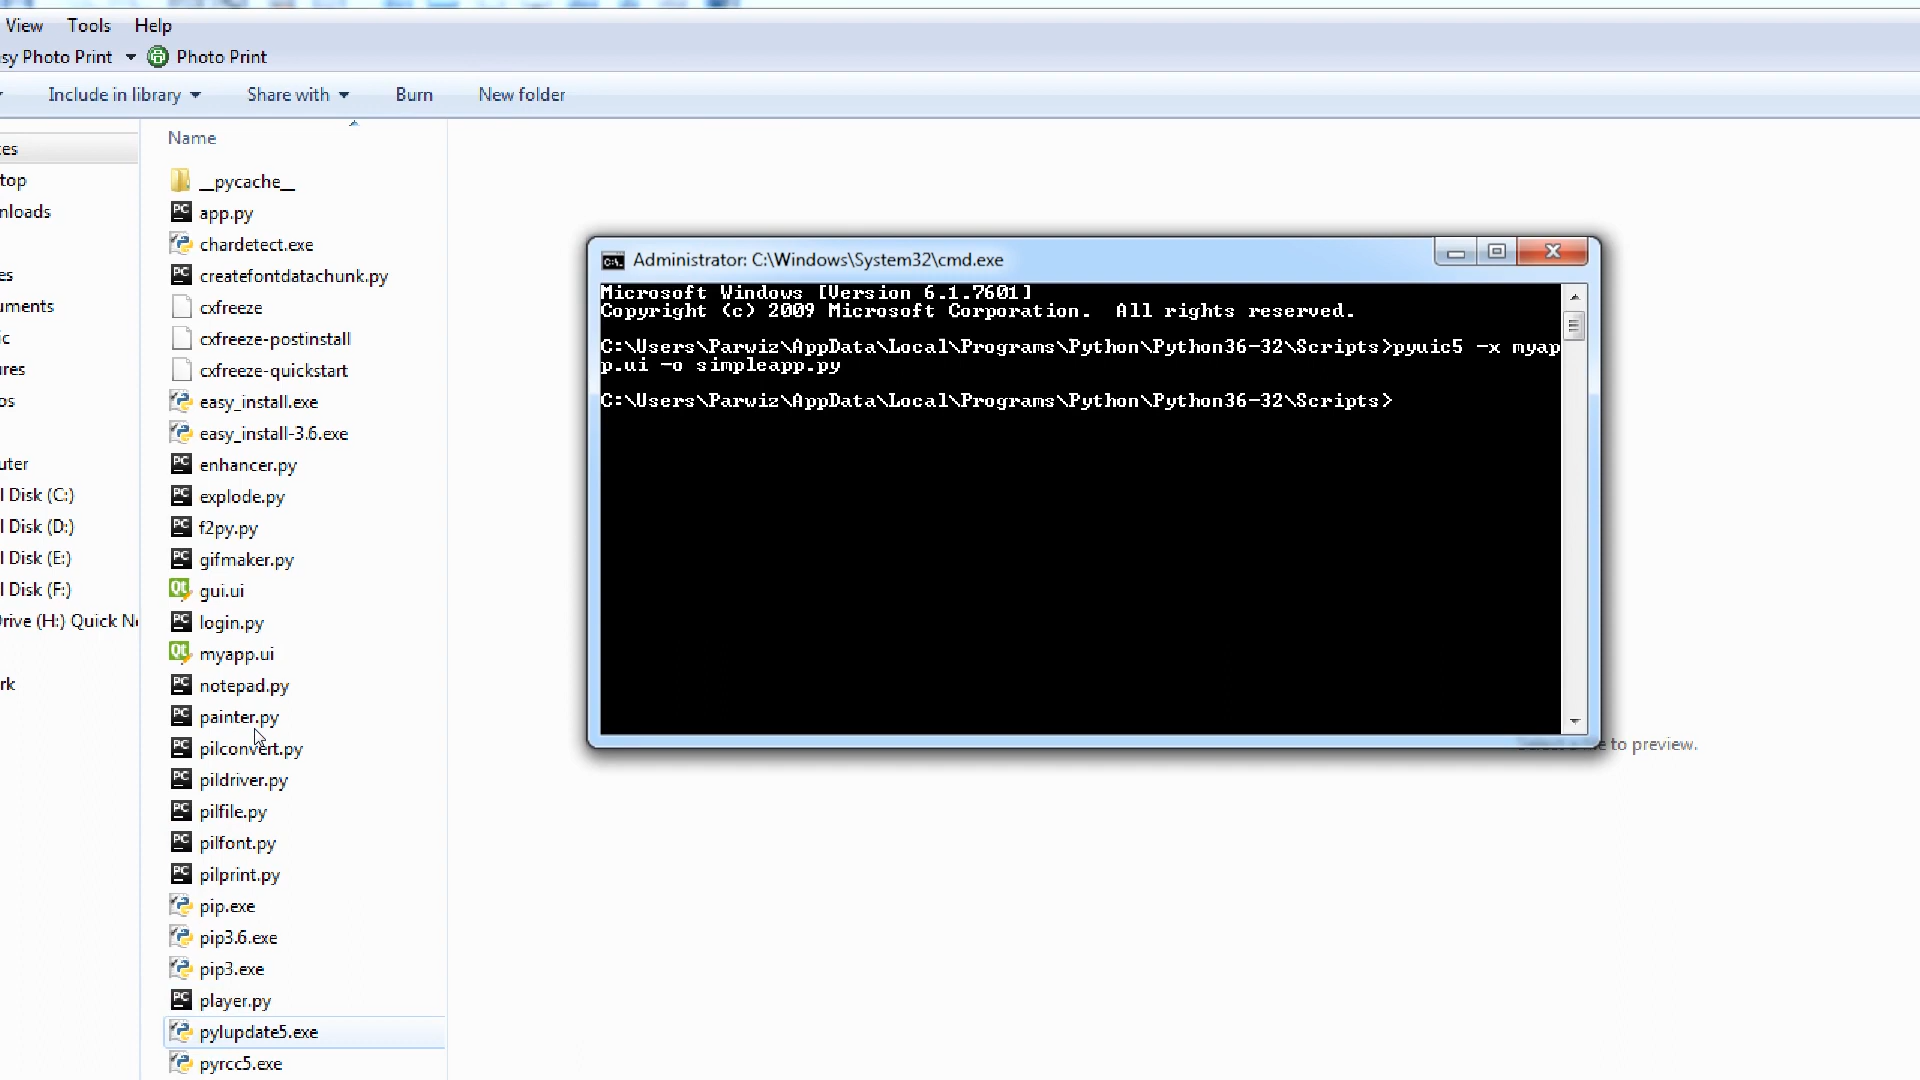 View Tools Help
sy Photo Print Photo Print
Include in library Share with Burn New folder
Name
es
top
nloads
es
uments
ic
res
os
uter
l Disk (C:)
l Disk (D:)
l Disk (E:)
l Disk (F:)
rive (H:) Quick N
rk
__pycache__
app.py
chardetect.exe
createfontdatachunk.py
cxfreeze
cxfreeze-postinstall
cxfreeze-quickstart
easy_install.exe
easy_install-3.6.exe
enhancer.py
explode.py
f2py.py
gifmaker.py
gui.ui
login.py
myapp.ui
notepad.py
painter.py
pilconvert.py
pildriver.py
pilfile.py
pilfont.py
pilprint.py
pip.exe
pip3.6.exe
pip3.exe
player.py
pylupdate5.exe
pyrcc5.exe
Administrator: C:\Windows\System32\cmd.exe
Microsoft Windows [Version 6.1.7601]
Copyright (c) 2009 Microsoft Corporation. All rights reserved.
C:\Users\Parwiz\AppData\Local\Programs\Python\Python36-32\Scripts>pyuic5 -x myap
p.ui -o simpleapp.py
C:\Users\Parwiz\AppData\Local\Programs\Python\Python36-32\Scripts>
to preview.